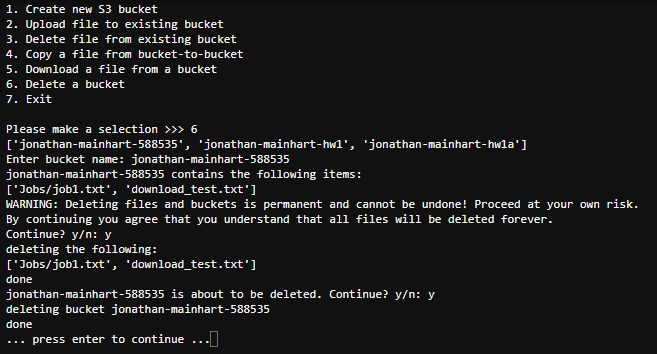 1. Create new S3 bucket
2. Upload file to existing bucket
3. Delete file from existing bucket
4. Copy a file from bucket-to-bucket
5. Download a file from a bucket
6. Delete a bucket
7. Exit
Please make a selection >>> 6
['jonathan-mainhart-588535', 'jonathan-mainhart-hw1', 'jonathan-mainhart-hw1a']
Enter bucket name: jonathan-mainhart-588535
jonathan-mainhart-588535 contains the following items:
['Jobs/job1.txt', 'download_test.txt']
WARNING: Deleting files and buckets is permanent and cannot be undone! Proceed at your own risk.
By continuing you agree that you understand that all files will be deleted forever.
Continue? y/n: y
deleting the following:
['Jobs/job1.txt', 'download_test.txt']
done
jonathan-mainhart-588535 is about to be deleted. Continue? y/n: y
deleting bucket jonathan-mainhart-588535
done
... press enter to continue ...